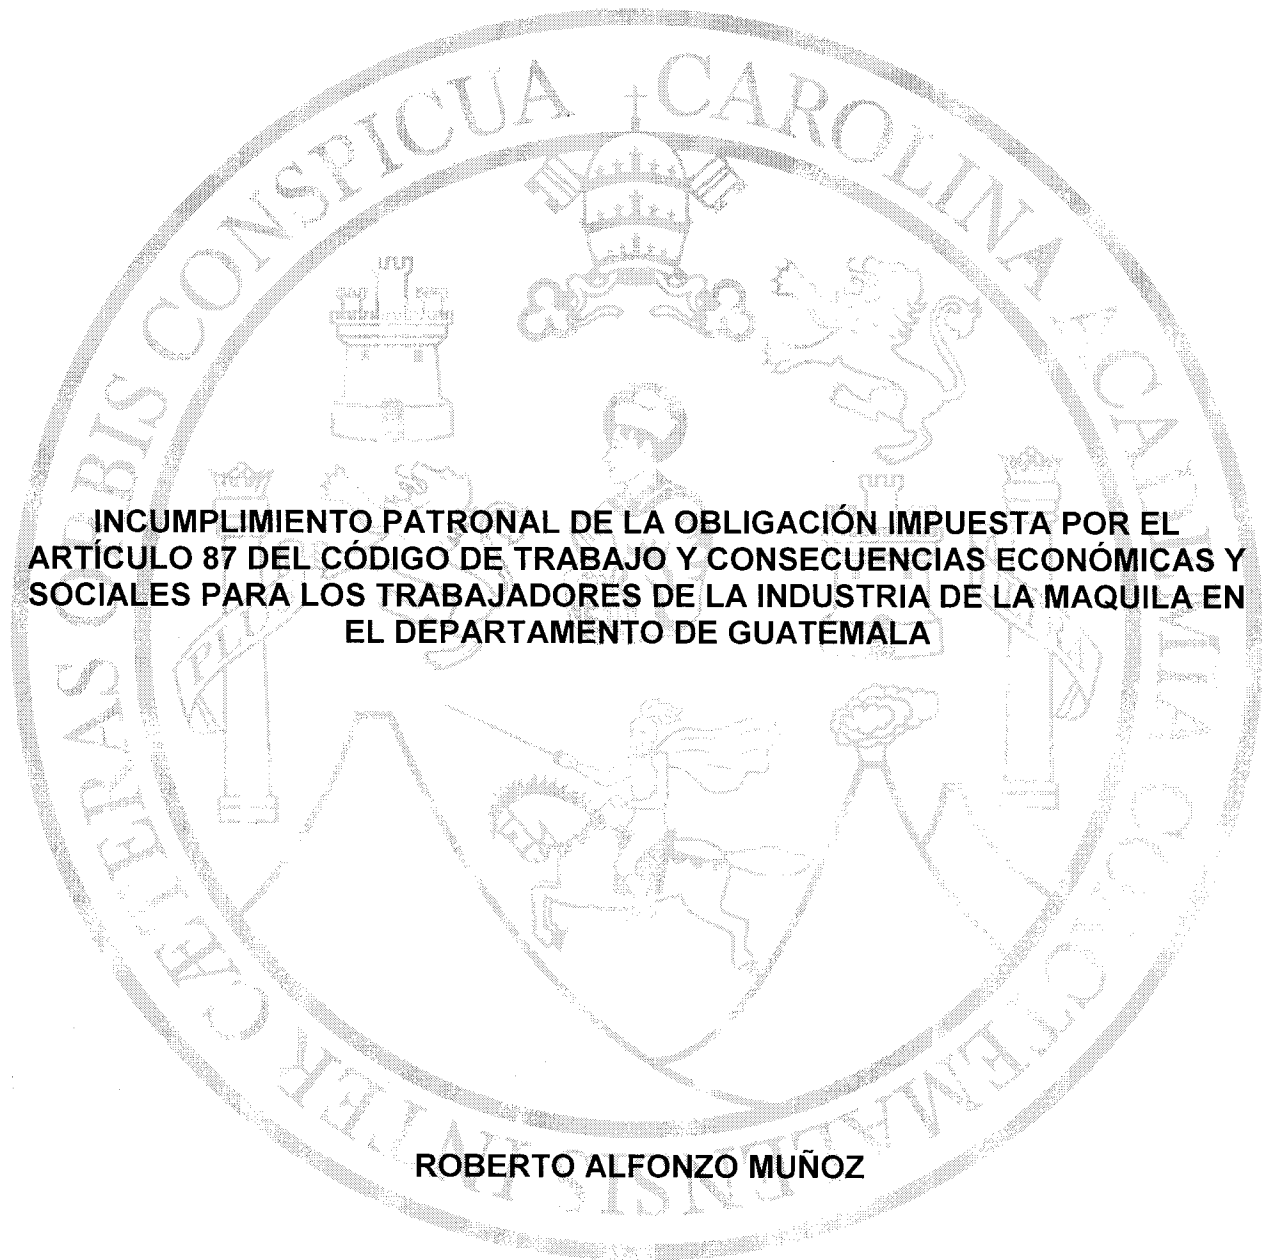 CÆTERAS ORBIS CONSPICUA CAROLINA ACADEMIA COACTEMALENSIS INTER
PLUS
INCUMPLIMIENTO PATRONAL DE LA OBLIGACIÓN IMPUESTA POR EL
ARTÍCULO 87 DEL CÓDIGO DE TRABAJO Y CONSECUENCIAS ECONÓMICAS Y
SOCIALES PARA LOS TRABAJADORES DE LA INDUSTRIA DE LA MAQUILA EN
EL DEPARTAMENTO DE GUATEMALA
ROBERTO ALFONZO MUÑOZ